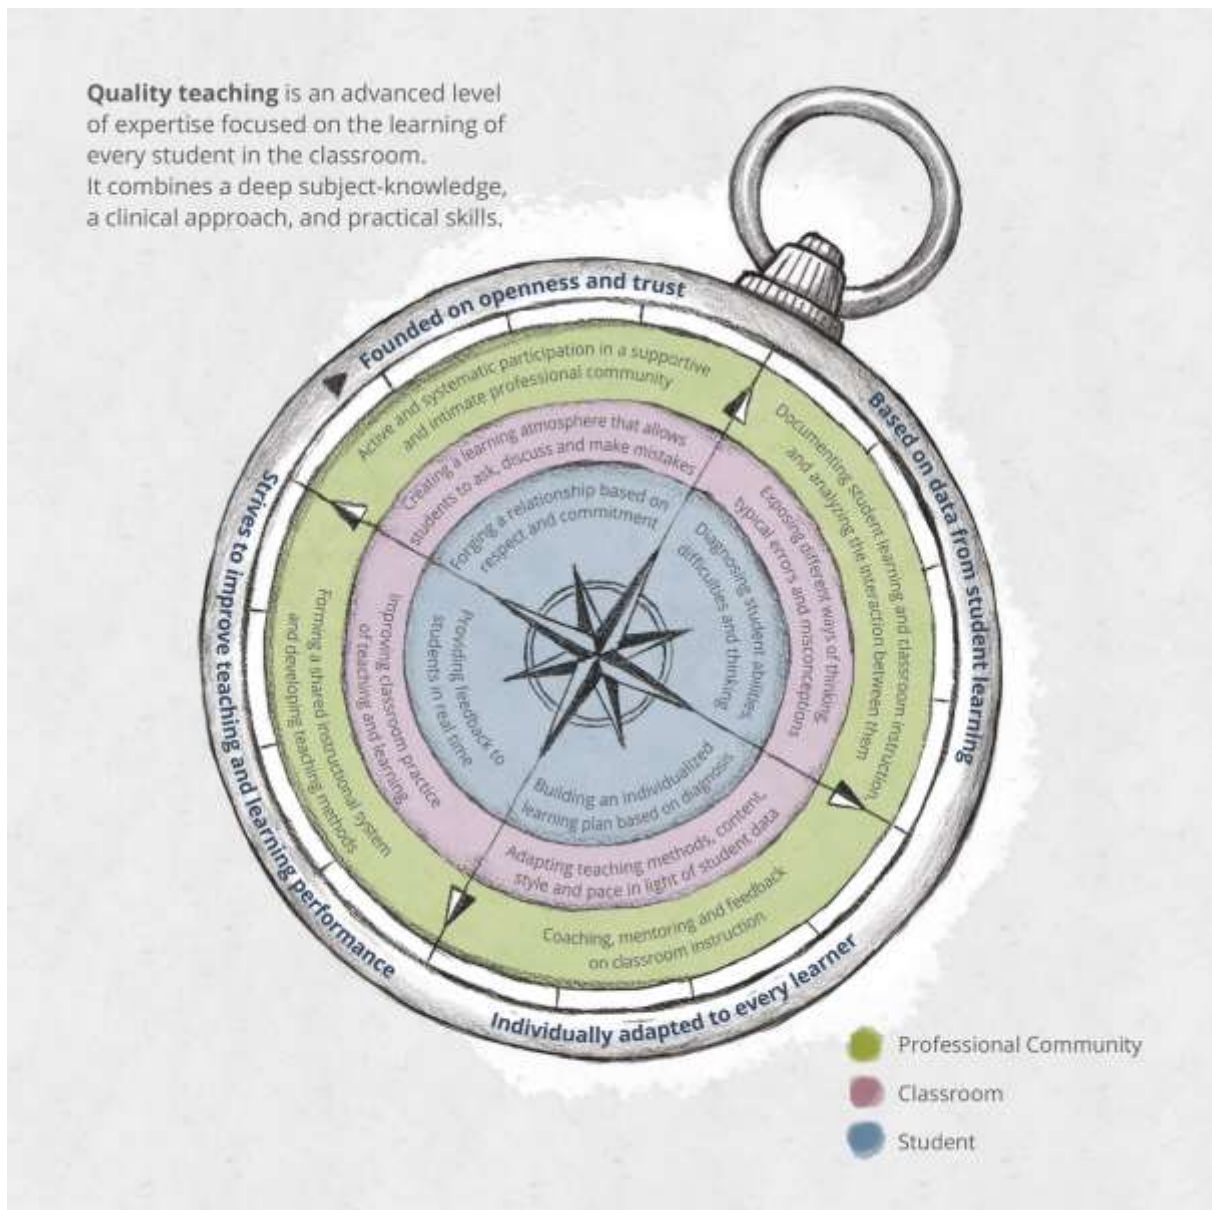 Quality teaching is an advanced level
of expertise focused on the learning of
every student in the classroom.
It combines a deep subject-knowledge,
a clinical approach, and practical skills.
Founded on openness and trust
Active and systematic participation in a supportive
and intimate professional community
Creating a learning atmosphere that allows
students to ask, discuss and make mistakes
Forging a relationship based on
respect and commitment
Based on data from student learning
Documenting student learning and classroom instruction,
and analyzing the interaction between them
Exposing different ways of thinking,
typical errors and misconceptions
Diagnosing student abilities,
difficulties and thinking
Individually adapted to every learner
Coaching, mentoring and feedback
on classroom instruction
Adapting teaching methods, content,
style and pace in light of student data
Building an individualized
learning plan based on diagnosis
Strives to improve teaching and learning performance
Forming a shared instructional system
and developing teaching methods
Improving classroom practice
of teaching and learning
Providing feedback to
students in real time
Professional Community
Classroom
Student